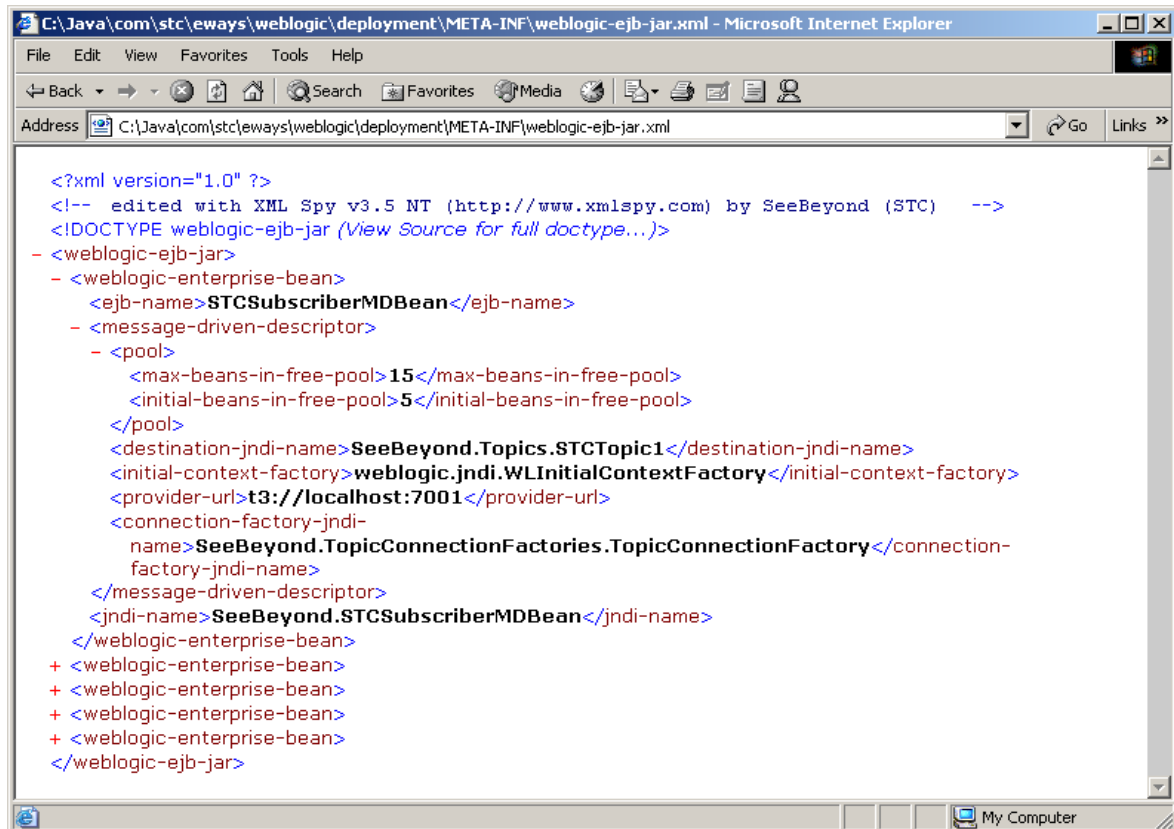 C:\Java\com\stc\eways\weblogic\deployment\META-INF\weblogic-ejb-jar.xml - Microsoft Internet Explorer
File Edit View Favorites Tools Help
Back Search Favorites Media
Address C:\Java\com\stc\eways\weblogic\deployment\META-INF\weblogic-ejb-jar.xml Go Links »
<?xml version="1.0" ?>
<!-- edited with XML Spy v3.5 NT (http://www.xmlspy.com) by SeeBeyond (STC) -->
<!DOCTYPE weblogic-ejb-jar (View Source for full doctype...)>
- <weblogic-ejb-jar>
- <weblogic-enterprise-bean>
<ejb-name>STCSubscriberMDBean</ejb-name>
- <message-driven-descriptor>
- <pool>
<max-beans-in-free-pool>15</max-beans-in-free-pool>
<initial-beans-in-free-pool>5</initial-beans-in-free-pool>
</pool>
<destination-jndi-name>SeeBeyond.Topics.STCTopic1</destination-jndi-name>
<initial-context-factory>weblogic.jndi.WLInitialContextFactory</initial-context-factory>
<provider-url>t3://localhost:7001</provider-url>
<connection-factory-jndi-
name>SeeBeyond.TopicConnectionFactories.TopicConnectionFactory</connection-
factory-jndi-name>
</message-driven-descriptor>
<jndi-name>SeeBeyond.STCSubscriberMDBean</jndi-name>
</weblogic-enterprise-bean>
+ <weblogic-enterprise-bean>
+ <weblogic-enterprise-bean>
+ <weblogic-enterprise-bean>
+ <weblogic-enterprise-bean>
</weblogic-ejb-jar>
My Computer